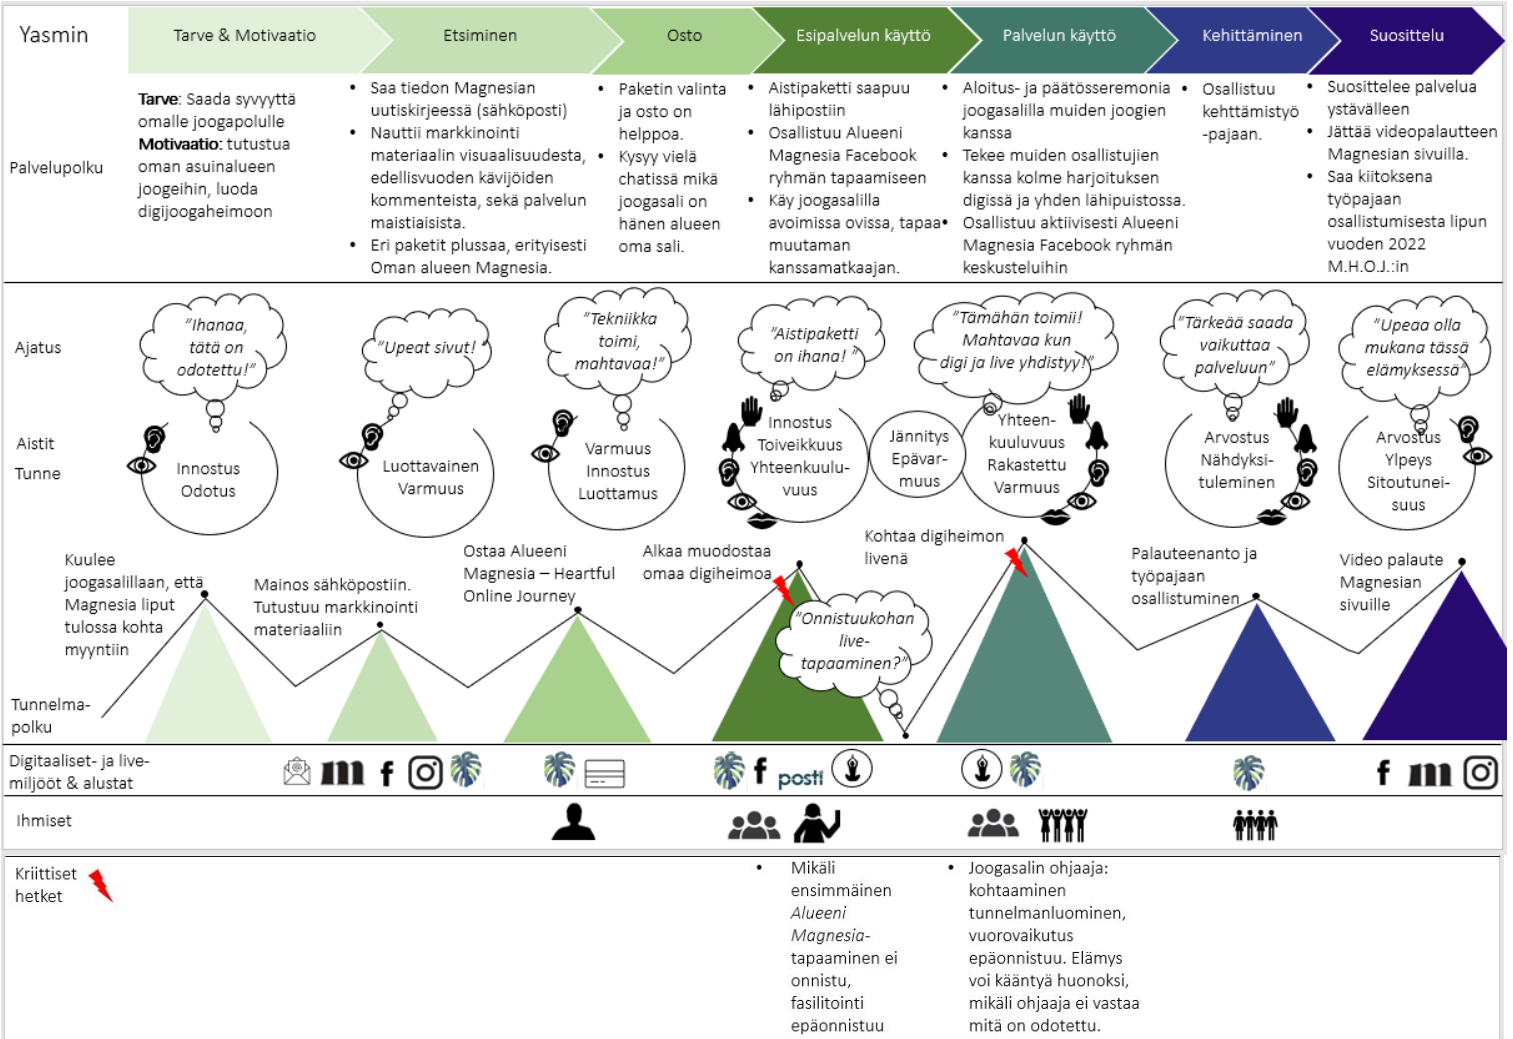 Yasmin
Tarve & Motivaatio
Etsiminen
Osto
Esipalvelun käyttö
Palvelun käyttö
Kehittäminen
Suosittelu
Palvelupolku
Tarve: Saada syvyyttä
omalle joogapolulle
Motivaatio: tutustua
oman asuinalueen
joogeihin, luoda
digijoogaheimoon
• Saa tiedon Magnesian
uutiskirjeessä (sähköposti)
• Nauttii markkinointi
materiaalin visuaalisuudesta,
edellisvuoden kävijöiden
kommenteista, sekä palvelun
maistiaisista.
• Eri paketit plussaa, erityisesti
Oman alueen Magnesia.
• Paketin valinta
ja osto on
helppoa.
• Kysyy vielä
chatissä mikä
joogasali on
hänen alueen
oma sali.
• Aistipaketti saapuu
lähipostiin
• Osallistuu Alueeni
Magnesia Facebook
ryhmän tapaamiseen
• Käy joogasalilla
avoimissa ovissa, tapaa
muutaman
kanssamatkaajan.
• Aloitus- ja päätösseremonia
joogasalilla muiden joogien
kanssa
• Tekee muiden osallistujien
kanssa kolme harjoituksen
digissä ja yhden lähipuistossa.
• Osallistuu aktiivisesti Alueeni
Magnesia Facebook ryhmän
keskusteluihin
• Osallistuu
kehttämistyö
-pajaan.
• Suosittelee palvelua
ystävälleen
• Jättää videopalautteen
Magnesian sivuilla.
• Saa kiitoksena
työpajaan
osallistumisesta lipun
vuoden 2022
M.H.O.J.:in
Ajatus
"Ihanaa,
tätä on
odotettu!"
"Upeat sivut!"
"Tekniikka
toimi,
mahtavaa!"
"Aistipaketti
on ihana! "
"Tämähän toimii!
Mahtavaa kun
digi ja live yhdistyy!"
"Tärkeää saada
vaikuttaa
palveluun"
"Upeaa olla
mukana tässä
elämyksessä"
Aistit
Tunne
Innostus
Odotus
Luottavainen
Varmuus
Varmuus
Innostus
Luottamus
Innostus
Toiveikkuus
Yhteenkuulu-
vuus
Jännitys
Epävar-
muus
Yhteen-
kuuluvuus
Rakastettu
Varmuus
Arvostus
Nähdyksi-
tuleminen
Arvostus
Ylpeys
Sitoutunei-
suus
Tunnelma-
polku
Kuulee
joogasalillaan, että
Magnesia liput
tulossa kohta
myyntiin
Mainos sähköpostiin.
Tutustuu markkinointi
materiaaliin
Ostaa Alueeni
Magnesia – Heartful
Online Journey
Alkaa muodostaa
omaa digiheimoa
"Onnistuukohan
live-
tapaaminen?"
Kohtaa digiheimon
livenä
Palauteenanto ja
työpajaan
osallistuminen
Video palaute
Magnesian
sivuille
Digitaaliset- ja live-
miljööt & alustat
m
f
f
posti
f
m
Ihmiset
Kriittiset
hetket
• Mikäli
ensimmäinen
Alueeni
Magnesia-
tapaaminen ei
onnistu,
fasilitointi
epäonnistuu
• Joogasalin ohjaaja:
kohtaaminen
tunnelmanluominen,
vuorovaikutus
epäonnistuu. Elämys
voi kääntyä huonoksi,
mikäli ohjaaja ei vastaa
mitä on odotettu.